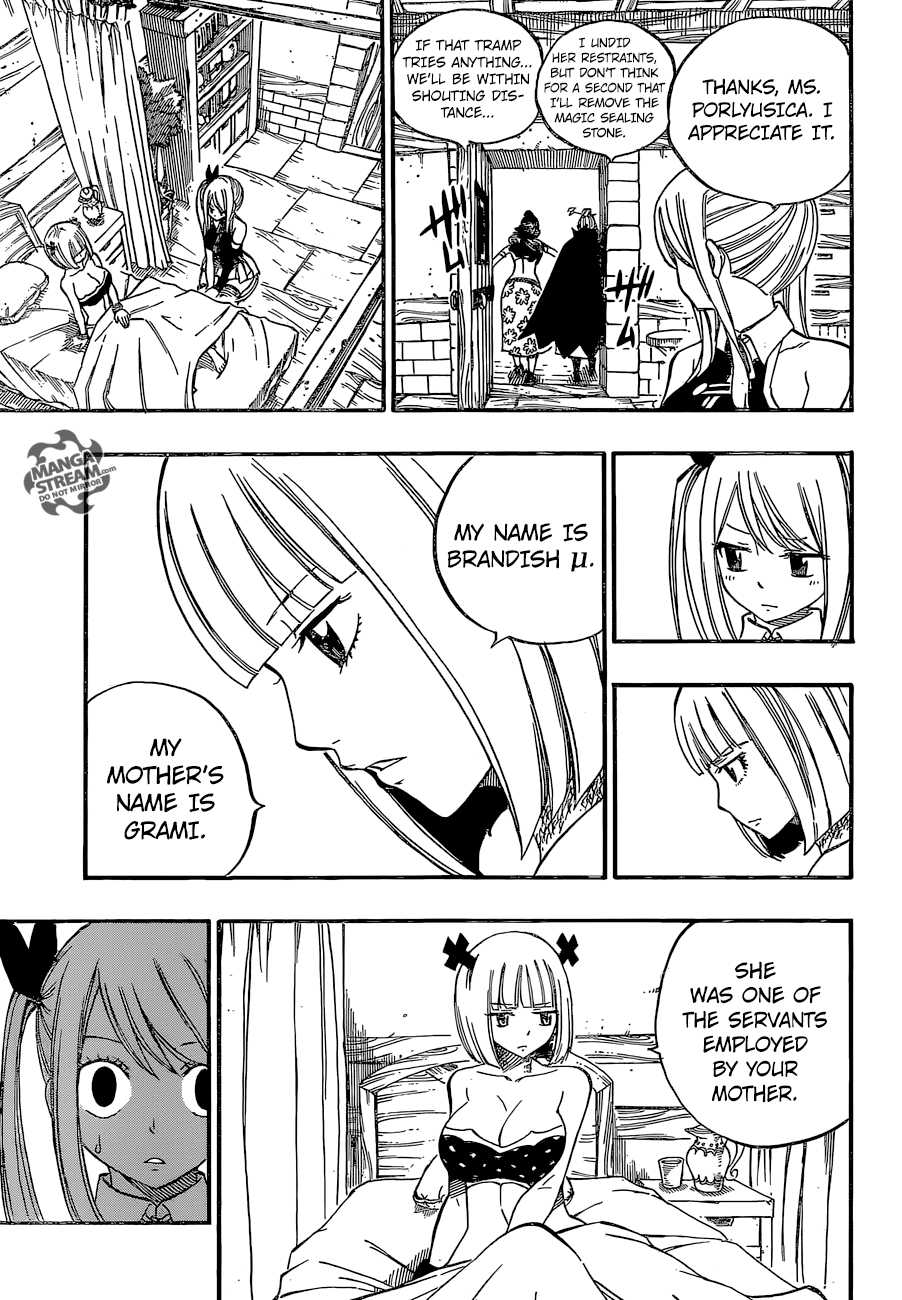 THANKS, MS.
PORLYUSICA. I
APPRECIATE IT.
I UNDID
HER RESTRAINTS,
BUT DON'T THINK
FOR A SECOND THAT
I'LL REMOVE THE
MAGIC SEALING
STONE.
IF THAT TRAMP
TRIES ANYTHING...
WE'LL BE WITHIN
SHOUTING DIS-
TANCE...
MANGA
STREAM.com
DO NOT MIRROR
MY NAME IS
BRANDISH μ.
MY
MOTHER'S
NAME IS
GRAMI.
SHE
WAS ONE OF
THE SERVANTS
EMPLOYED
BY YOUR
MOTHER.